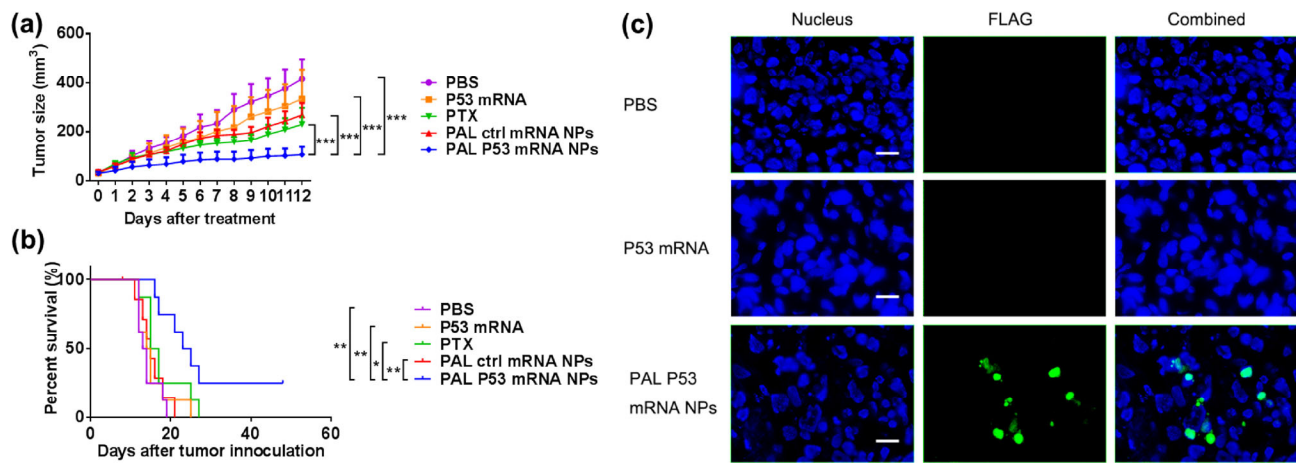 (a)
Tumor size (mm³)
600
400
200
0
0 1 2 3 4 5 6 7 8 9 101112
Days after treatment
PBS
P53 mRNA
PTX
PAL ctrl mRNA NPs
PAL P53 mRNA NPs
*** *** *** ***
(b)
Percent survival (%)
100
50
0
0 20 40 60
Days after tumor innoculation
PBS
P53 mRNA
PTX
PAL ctrl mRNA NPs
PAL P53 mRNA NPs
** ** * **
(c)
Nucleus FLAG Combined
PBS
P53 mRNA
PAL P53
mRNA NPs